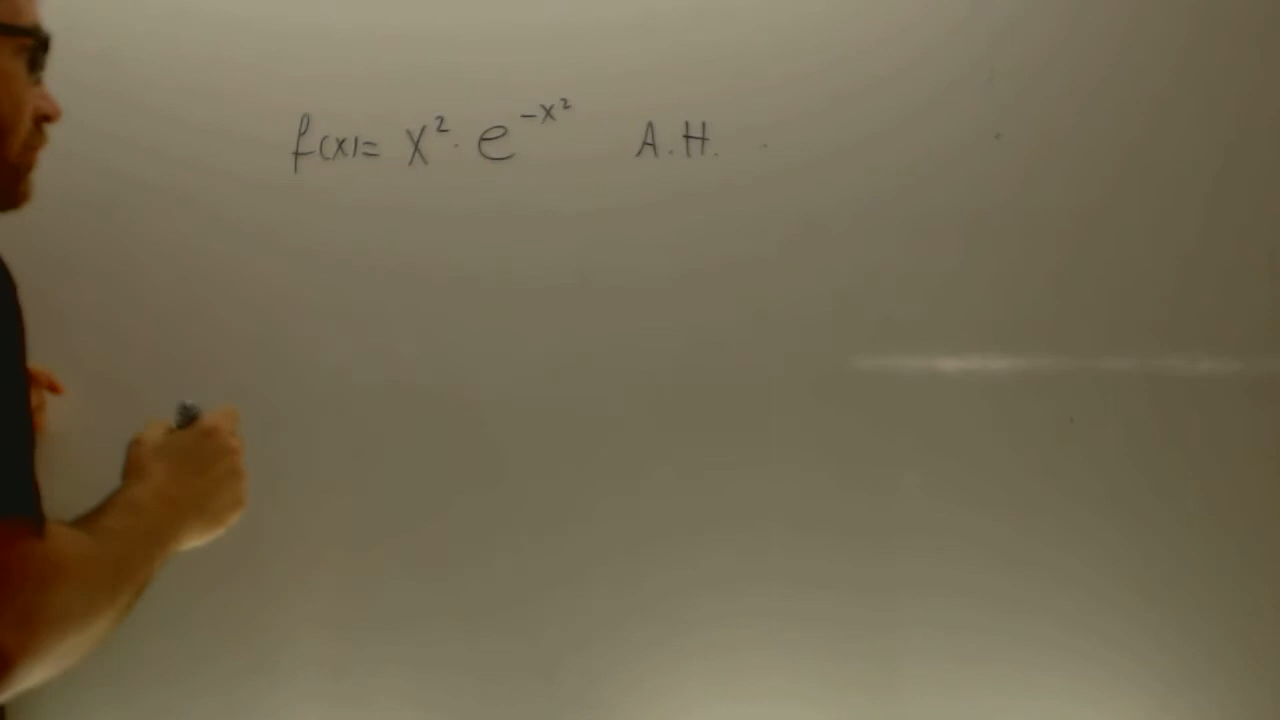 f(x)= x²· e^{-x²} A.H.